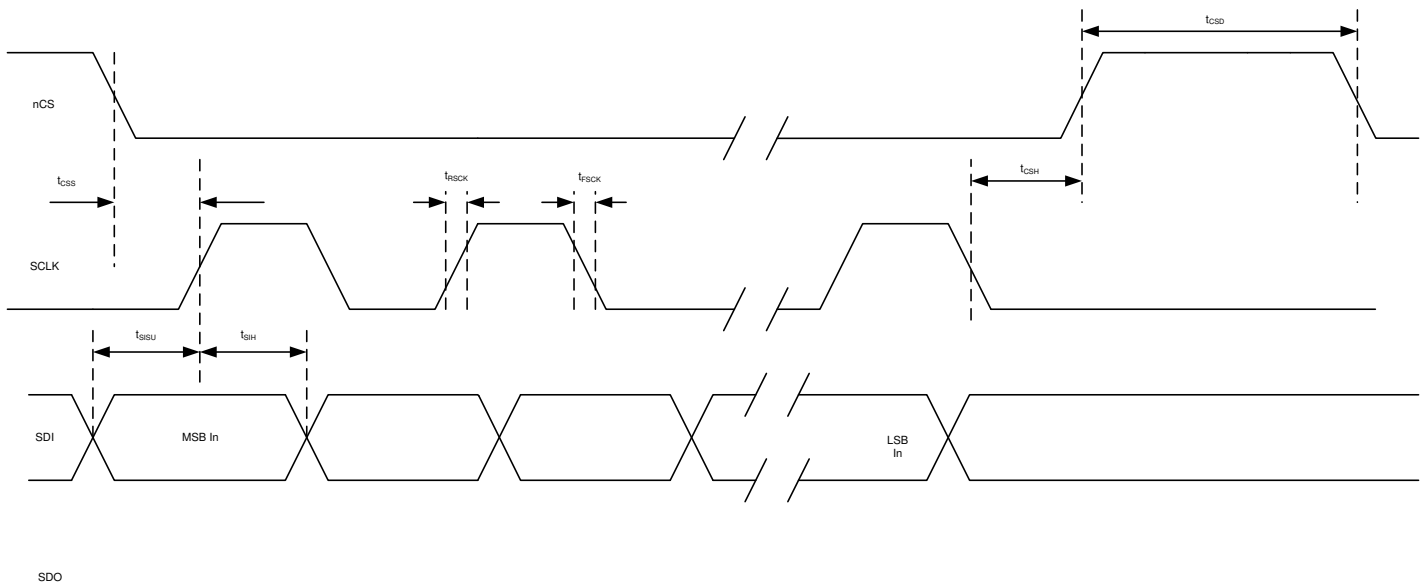 tCSD
nCS
tCSS
tRSCK
tFSCK
tCSH
SCLK
tSISU
tSIH
SDI
MSB In
LSB
In
SDO